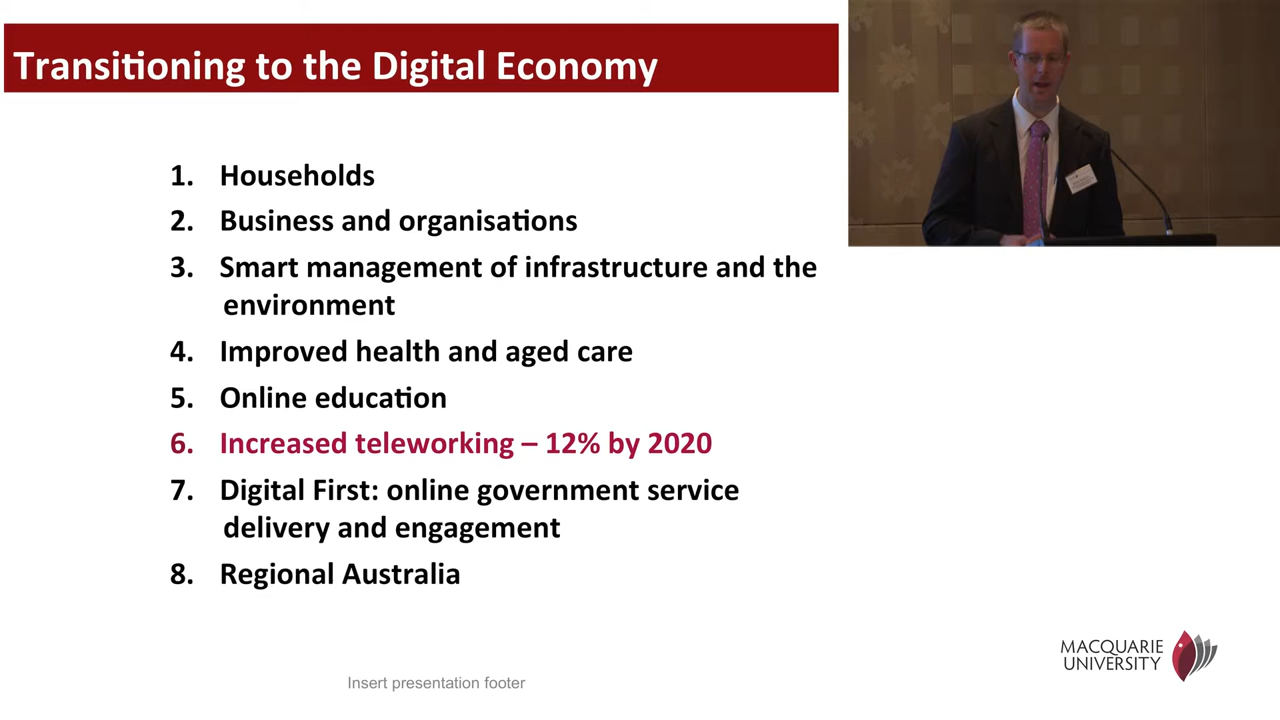 Transitioning to the Digital Economy
1. Households
2. Business and organisations
3. Smart management of infrastructure and the
environment
4. Improved health and aged care
5. Online education
6. Increased teleworking – 12% by 2020
7. Digital First: online government service
delivery and engagement
8. Regional Australia
MACQUARIE
UNIVERSITY
Insert presentation footer